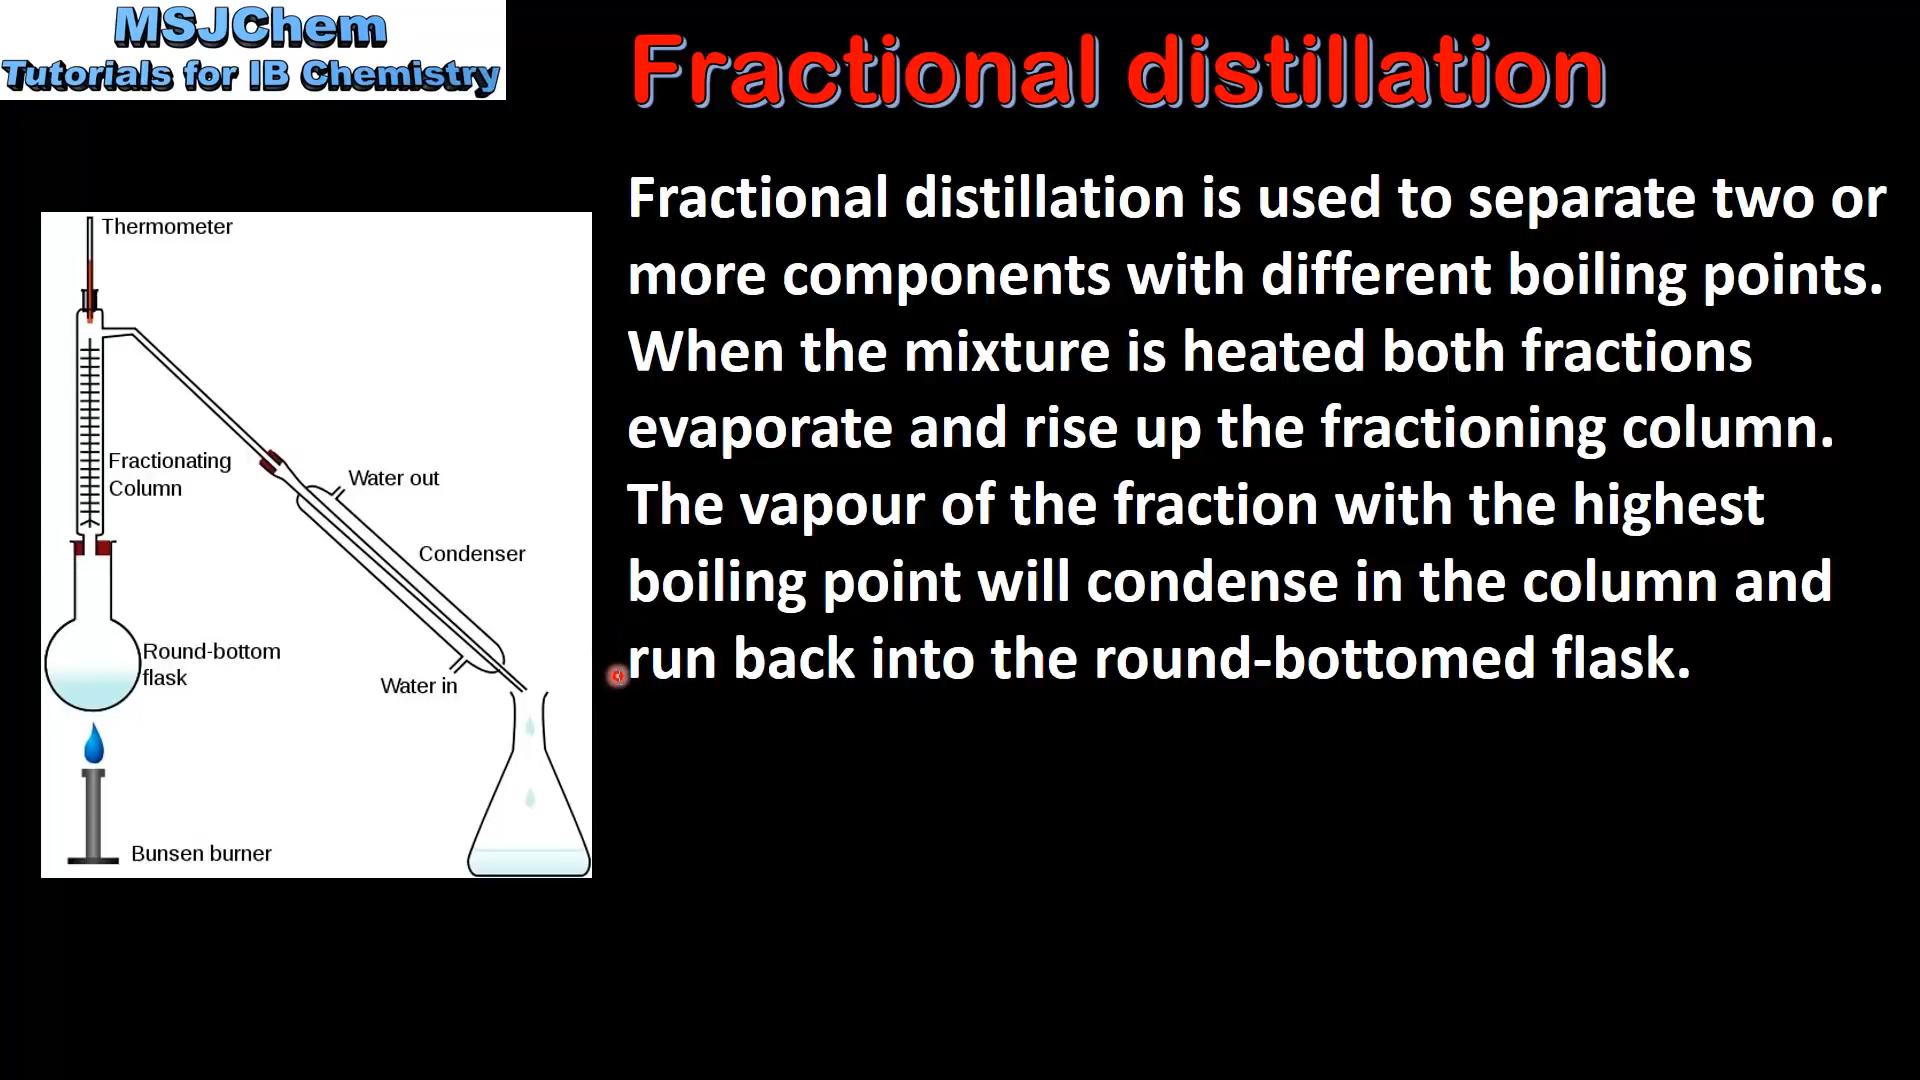 MSJChem
Tutorials for IB Chemistry
Fractional distillation
Fractional distillation is used to separate two or
more components with different boiling points.
When the mixture is heated both fractions
evaporate and rise up the fractioning column.
The vapour of the fraction with the highest
boiling point will condense in the column and
run back into the round-bottomed flask.
Thermometer
Fractionating
Column
Water out
Condenser
Round-bottom
flask
Water in
Bunsen burner